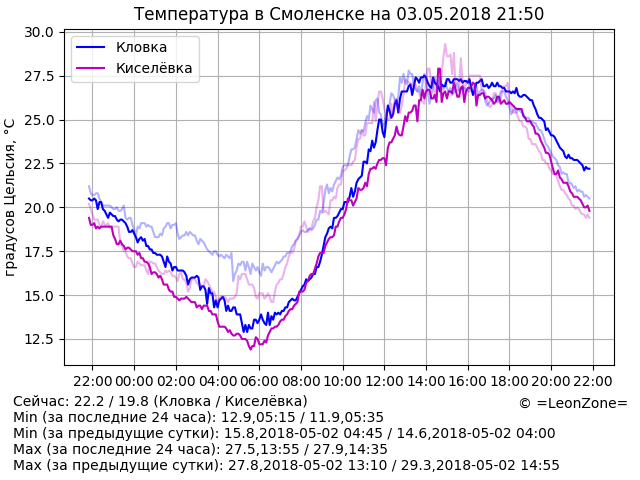 Температура в Смоленске на 03.05.2018 21:50
30.0
27.5
25.0
22.5
20.0
17.5
15.0
12.5
градусов Цельсия, °C
Кловка
Киселёвка
22:00 00:00 02:00 04:00 06:00 08:00 10:00 12:00 14:00 16:00 18:00 20:00 22:00
© =LeonZone=
Сейчас: 22.2 / 19.8 (Кловка / Киселёвка)
Min (за последние 24 часа): 12.9,05:15 / 11.9,05:35
Min (за предыдущие сутки): 15.8,2018-05-02 04:45 / 14.6,2018-05-02 04:00
Max (за последние 24 часа): 27.5,13:55 / 27.9,14:35
Max (за предыдущие сутки): 27.8,2018-05-02 13:10 / 29.3,2018-05-02 14:55